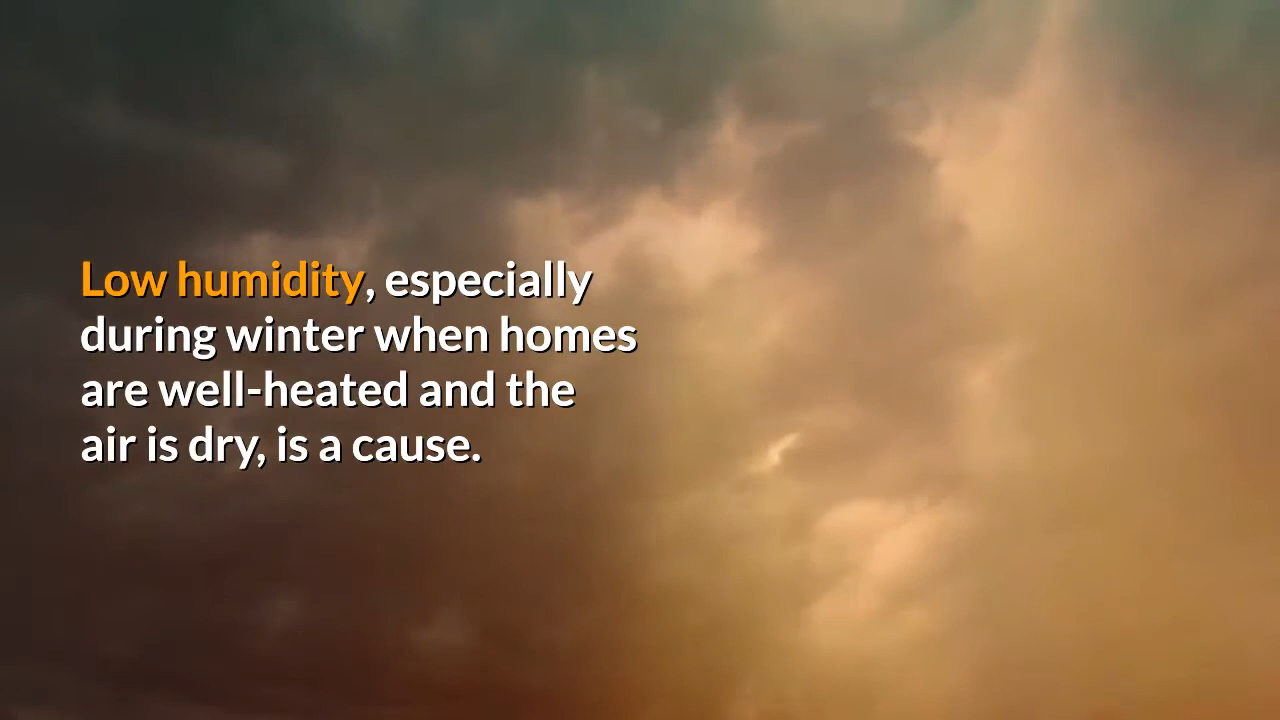 Low humidity, especially
during winter when homes
are well-heated and the
air is dry, is a cause.